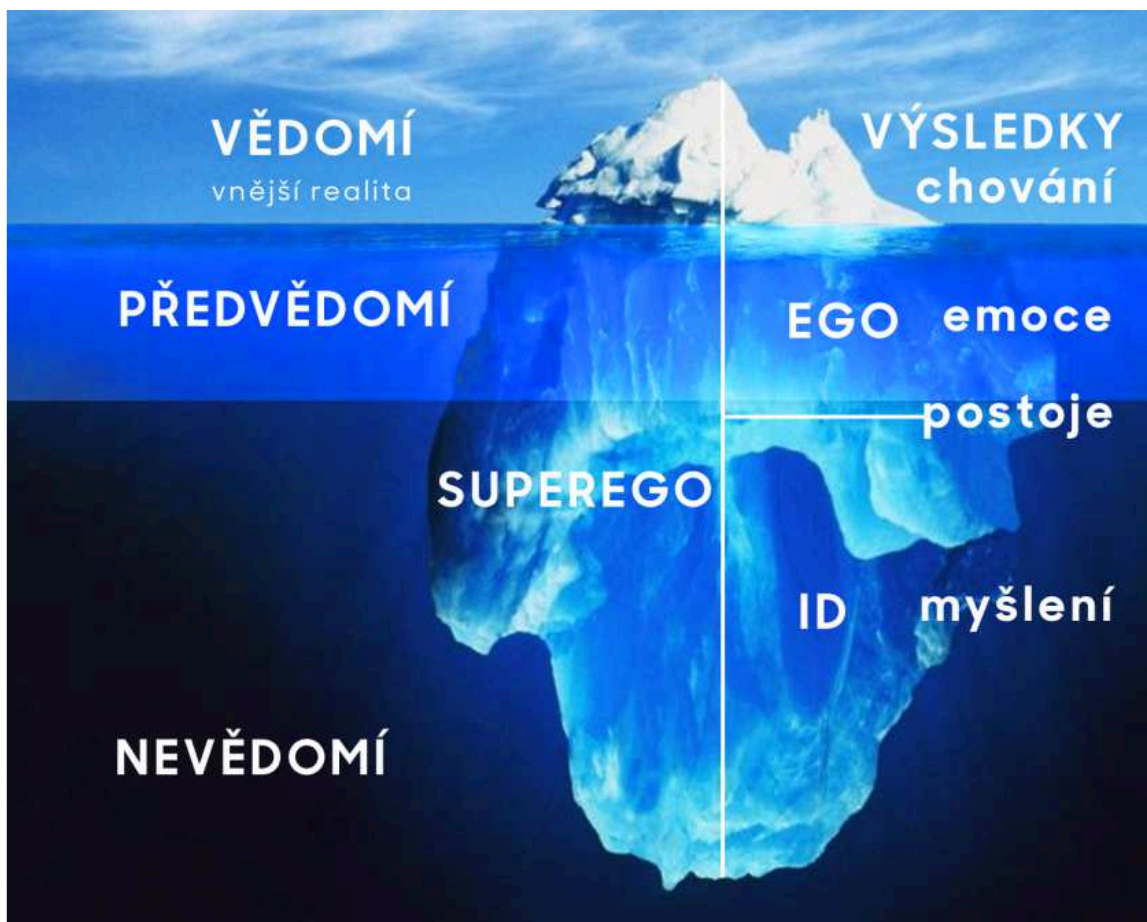 VĚDOMÍ
vnější realita
VÝSLEDKY
chování
PŘEDVĚDOMÍ
EGO emoce
postoje
SUPEREGO
ID myšlení
NEVĚDOMÍ